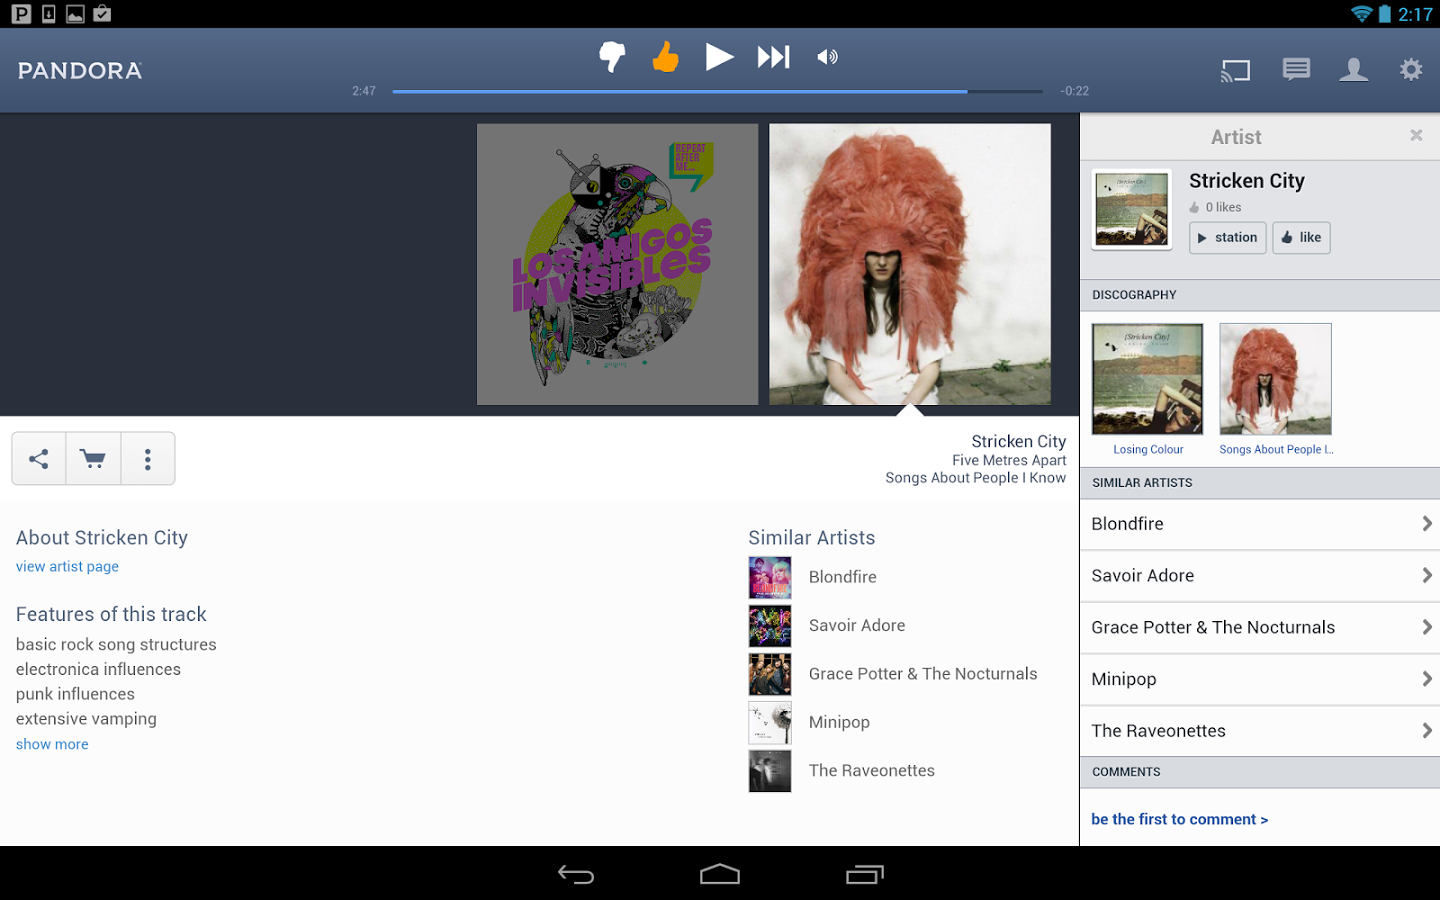 2:17
PANDORA
2:47
-0:22
REPEAT
AFTER
ME...
LOS AMIGOS
INVISIBLES
Stricken City
Five Metres Apart
Songs About People I Know
About Stricken City
view artist page
Features of this track
basic rock song structures
electronica influences
punk influences
extensive vamping
show more
Similar Artists
Blondfire
Savoir Adore
Grace Potter & The Nocturnals
Minipop
The Raveonettes
Artist
Stricken City
0 likes
station
like
DISCOGRAPHY
[Stricken City]
Losing Colour
Songs About People I..
SIMILAR ARTISTS
Blondfire
Savoir Adore
Grace Potter & The Nocturnals
Minipop
The Raveonettes
COMMENTS
be the first to comment >